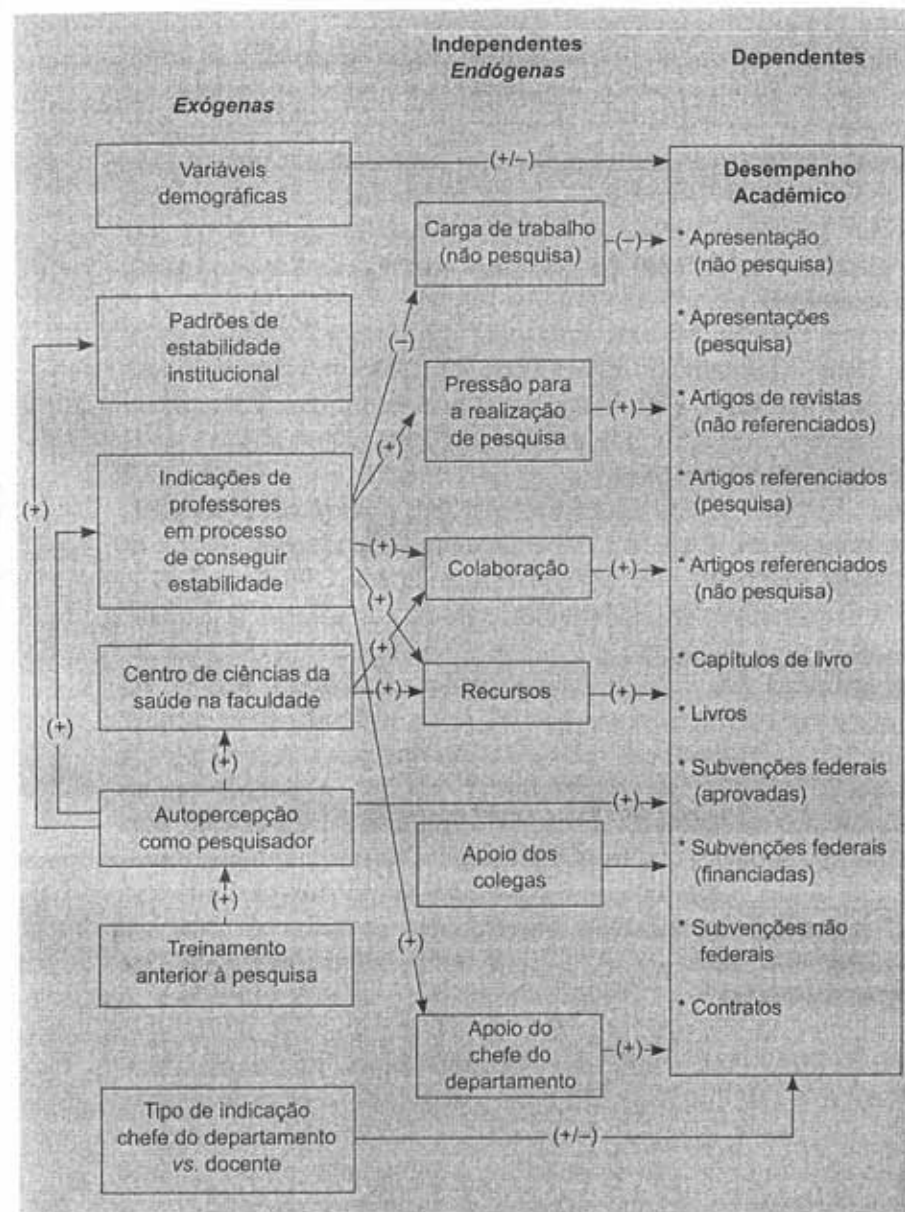 Independentes
Endógenas
Dependentes
Exógenas
Variáveis
demográficas
(+/–)
Desempenho
Acadêmico
Carga de trabalho
(não pesquisa)
(–)
* Apresentação
(não pesquisa)
Padrões de
estabilidade
institucional
(–)
* Apresentações
(pesquisa)
Pressão para
a realização
de pesquisa
(+)
(+)
* Artigos de revistas
(não referenciados)
Indicações de
professores
em processo
de conseguir
estabilidade
(+)
* Artigos referenciados
(pesquisa)
(+)
Colaboração
(+)
* Artigos referenciados
(não pesquisa)
(+)
(+)
Centro de ciências da
saúde na faculdade
(+)
Recursos
(+)
* Capítulos de livro
* Livros
(+)
(+)
Autopercepção
como pesquisador
(+)
* Subvenções federais
(aprovadas)
Apoio dos
colegas
* Subvenções federais
(financiadas)
(+)
Treinamento
anterior à pesquisa
(+)
* Subvenções não
federais
* Contratos
Apoio do
chefe do
departamento
(+)
Tipo de indicação
chefe do departamento
vs. docente
(+/–)